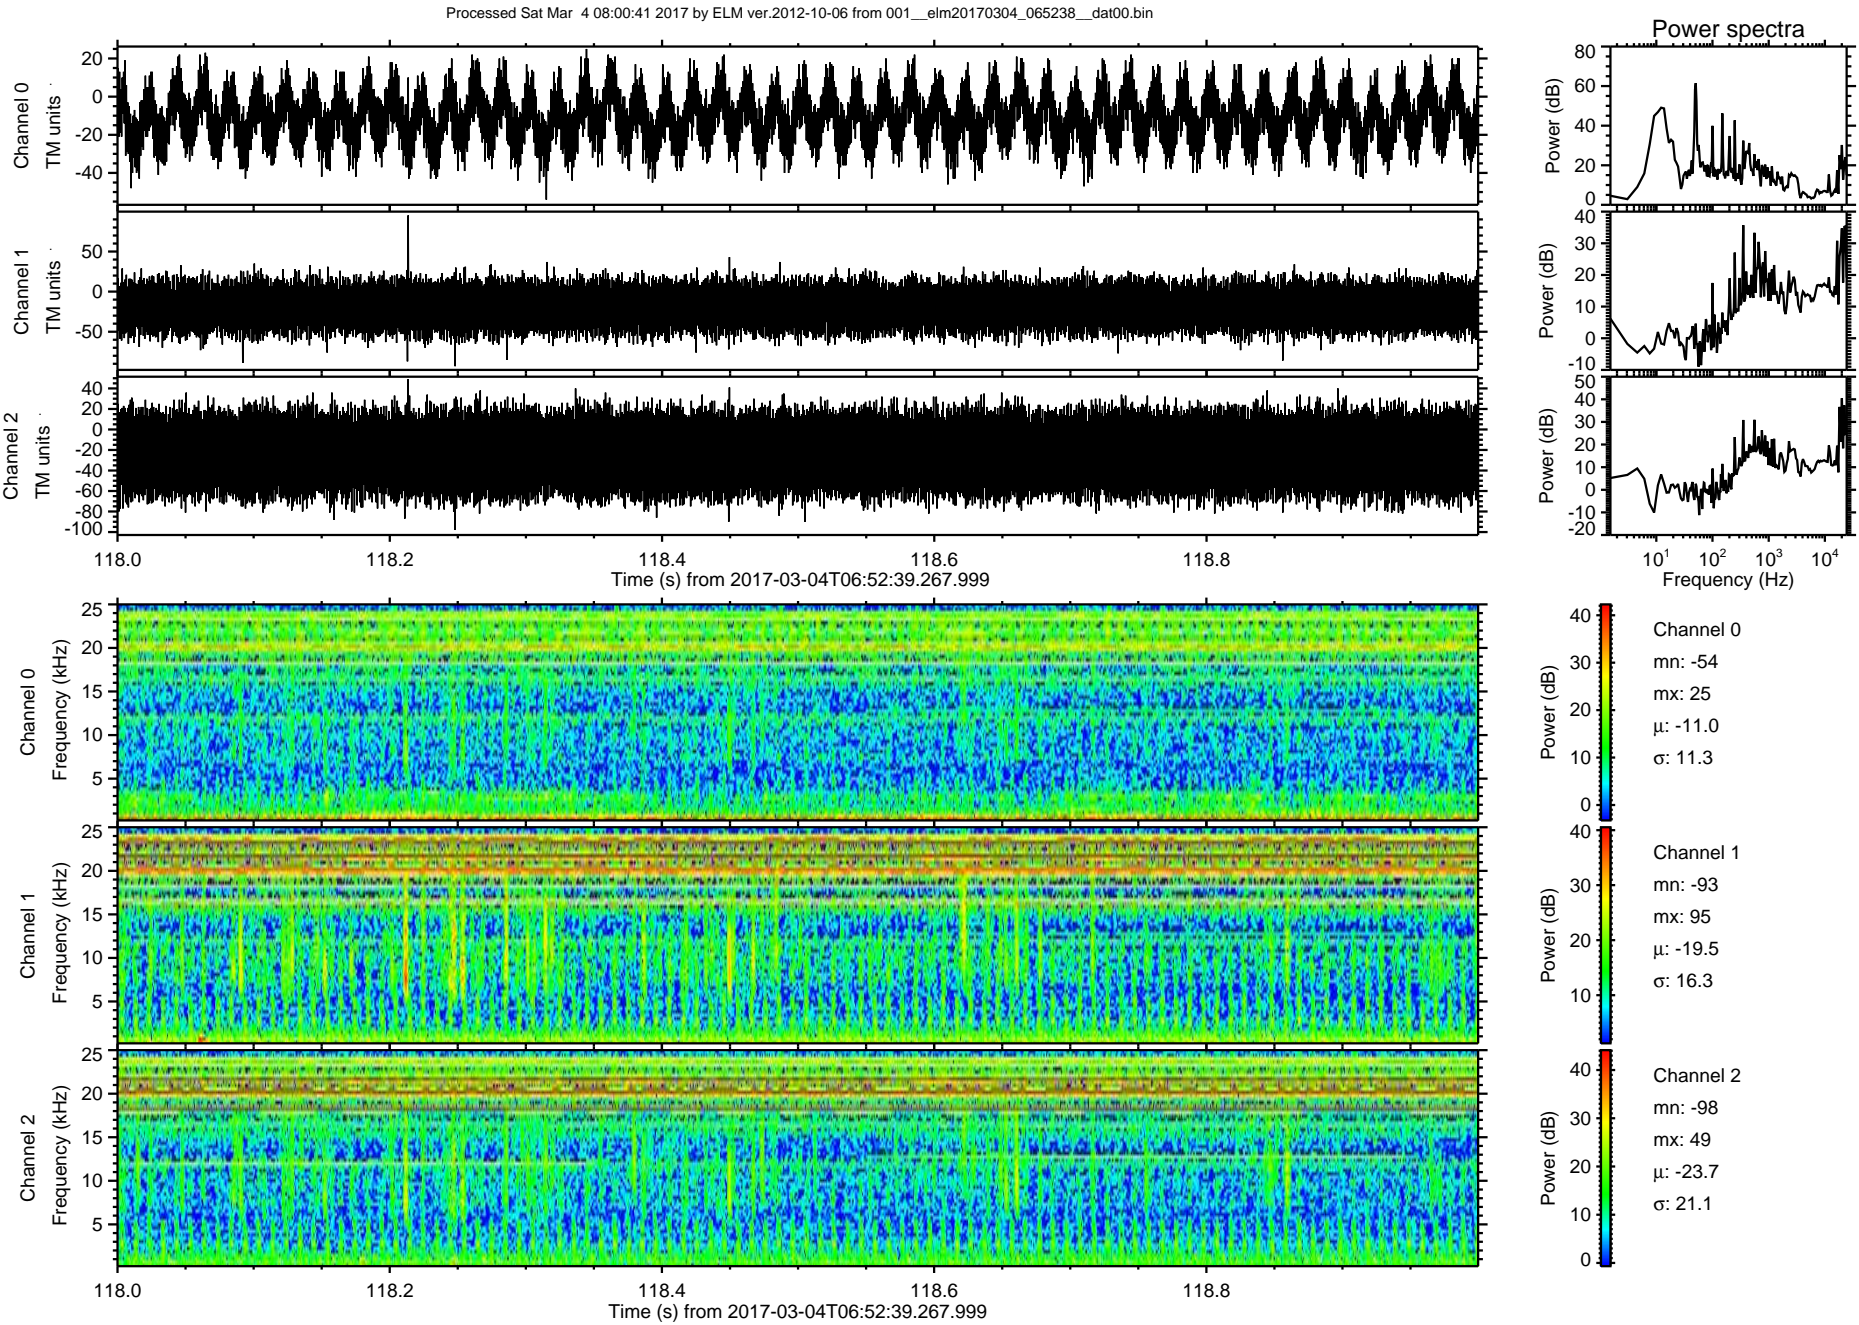 Processed Sat Mar  4 08:00:41 2017 by ELM ver.2012-10-06 from 001__elm20170304_065238__dat00.bin
Power spectra
Channel 0
TM units
20
0
-20
-40
Power (dB)
80
60
40
20
0
Channel 1
TM units
50
0
-50
Power (dB)
40
30
20
10
0
-10
Channel 2
TM units
40
20
0
-20
-40
-60
-80
-100
Power (dB)
50
40
30
20
10
0
-10
-20
118.0 118.2 118.4 118.6 118.8
Time (s) from 2017-03-04T06:52:39.267.999
10^1 10^2 10^3 10^4
Frequency (Hz)
Channel 0
Frequency (kHz)
25
20
15
10
5
Power (dB)
40
30
20
10
0
Channel 0
mn: -54
mx: 25
μ: -11.0
σ: 11.3
Channel 1
Frequency (kHz)
25
20
15
10
5
Power (dB)
40
30
20
10
Channel 1
mn: -93
mx: 95
μ: -19.5
σ: 16.3
Channel 2
Frequency (kHz)
25
20
15
10
5
Power (dB)
40
30
20
10
0
Channel 2
mn: -98
mx: 49
μ: -23.7
σ: 21.1
118.0 118.2 118.4 118.6 118.8
Time (s) from 2017-03-04T06:52:39.267.999